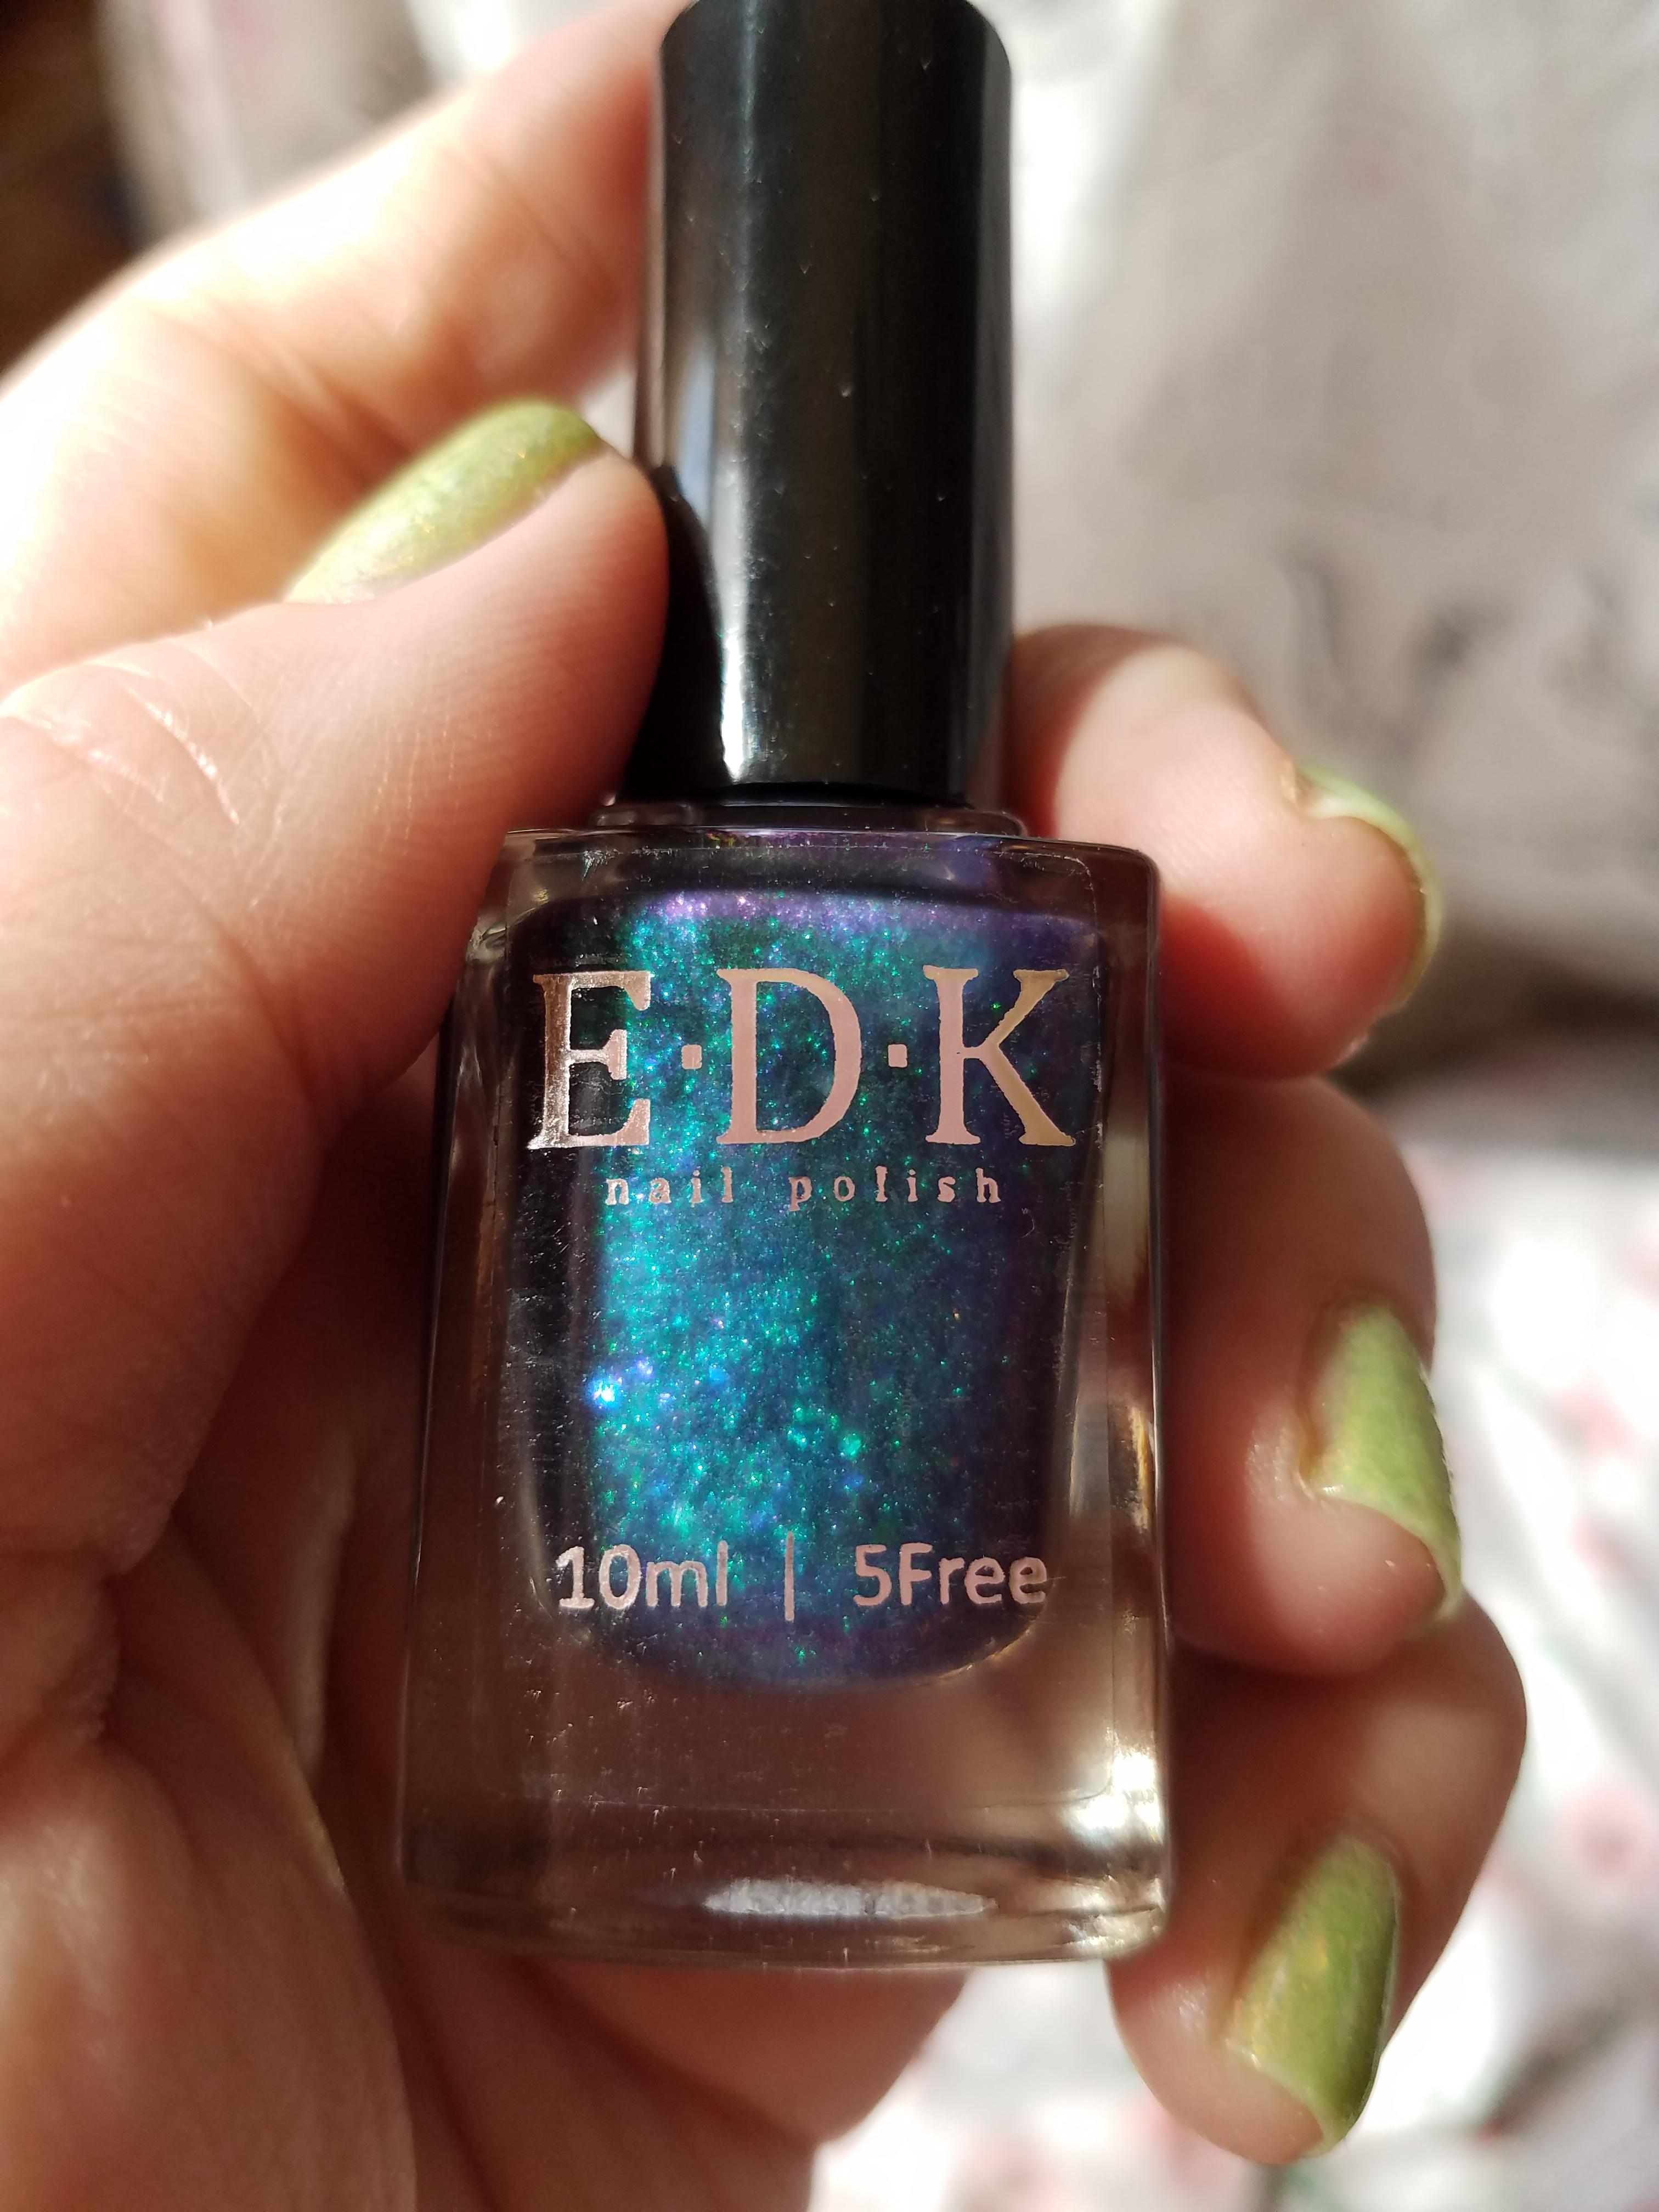 E·D·K
nail polish
10ml | 5Free